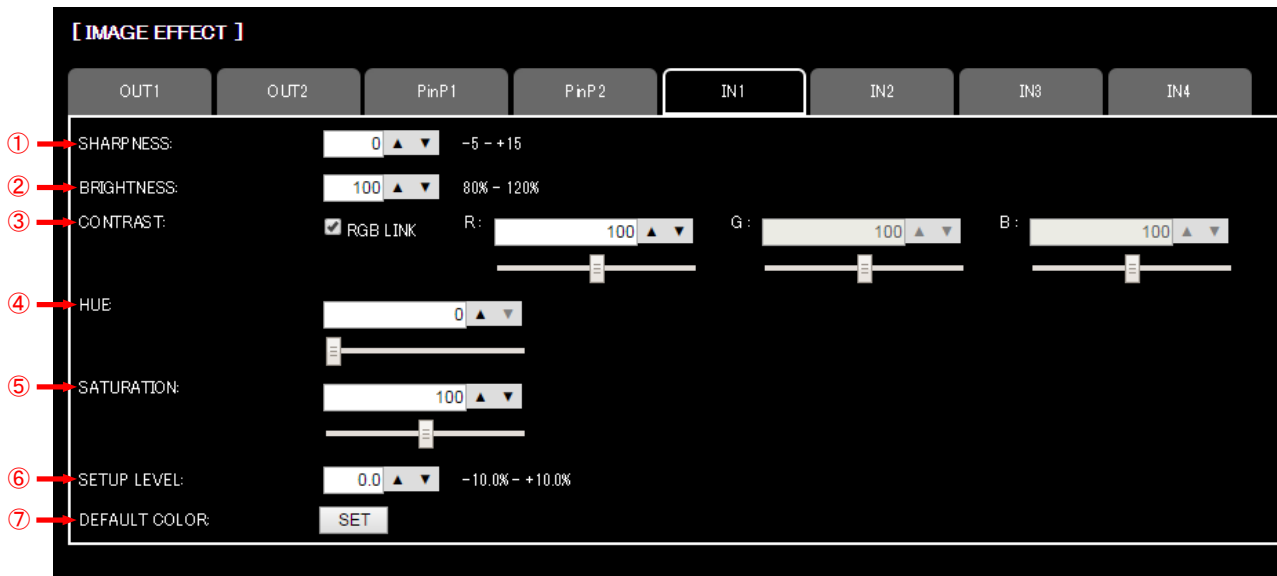 [ IMAGE EFFECT ]
OUT1 OUT2 PinP1 PinP2 IN1 IN2 IN3 IN4
① SHARPNESS: 0 ▲ ▼ -5 - +15
② BRIGHTNESS: 100 ▲ ▼ 80% - 120%
③ CONTRAST: RGB LINK R: 100 ▲ ▼ G: 100 ▲ ▼ B: 100 ▲ ▼
④ HUE: 0 ▲ ▼
⑤ SATURATION: 100 ▲ ▼
⑥ SETUP LEVEL: 0.0 ▲ ▼ -10.0% - +10.0%
⑦ DEFAULT COLOR: SET